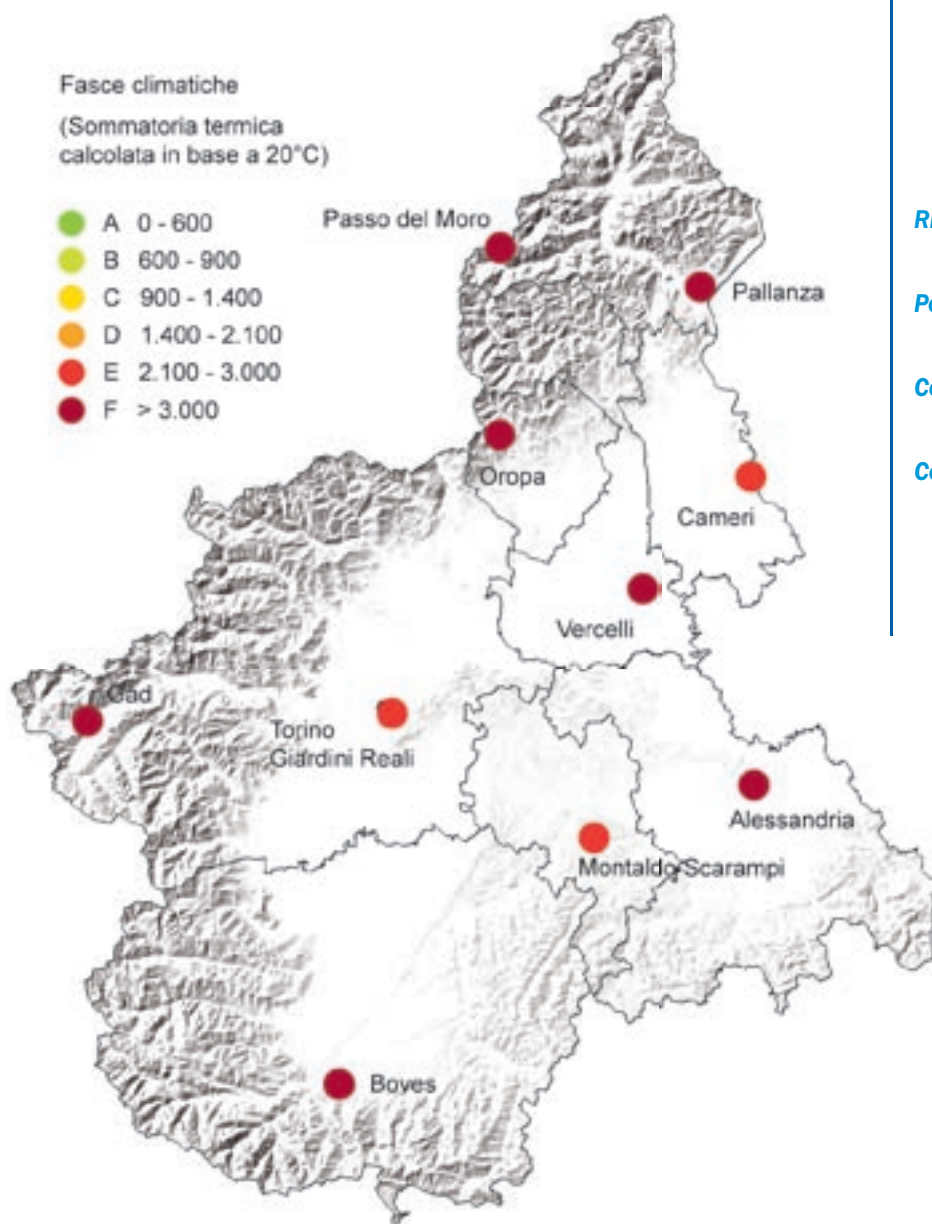 Fasce climatiche
(Sommatoria termica
calcolata in base a 20°C)
A 0 - 600
B 600 - 900
C 900 - 1.400
D 1.400 - 2.100
E 2.100 - 3.000
F > 3.000
Passo del Moro
Pallanza
Oropa
Cameri
Vercelli
Torino
Giardini Reali
Alessandria
Montaldo Scarampi
Boves